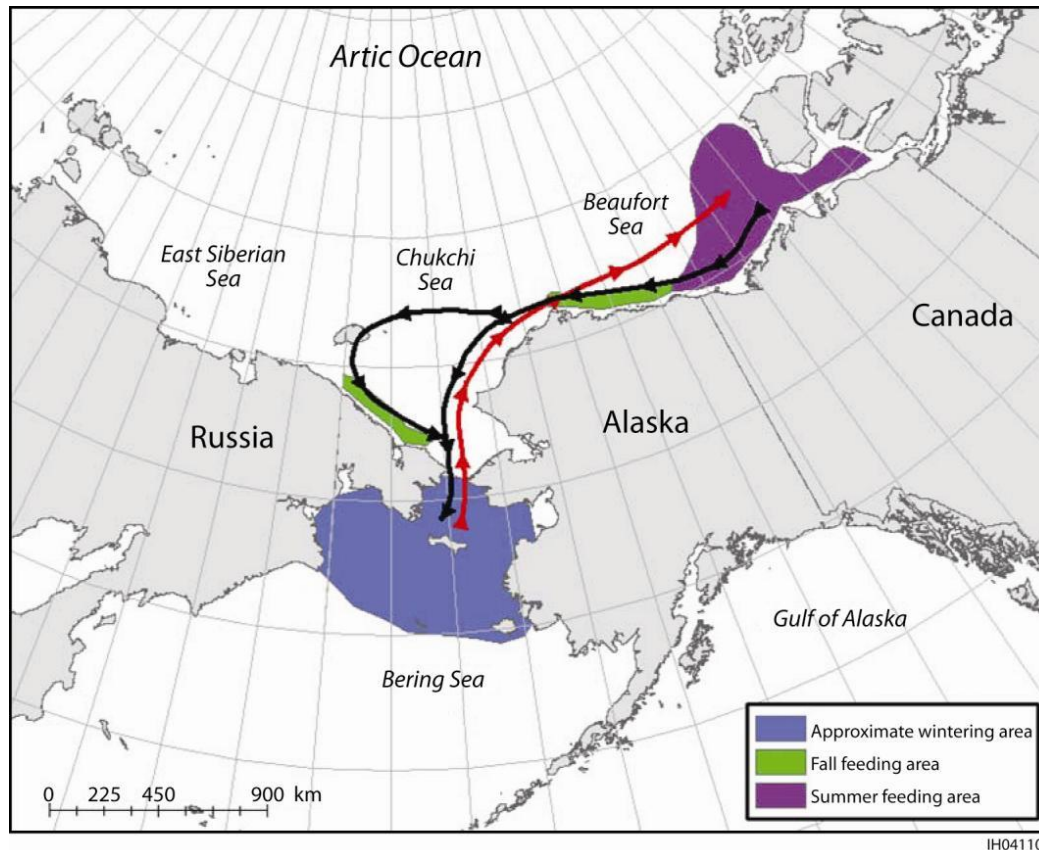 Artic Ocean
Beaufort
Sea
East Siberian
Sea
Chukchi
Sea
Canada
Russia
Alaska
Gulf of Alaska
Bering Sea
Approximate wintering area
Fall feeding area
Summer feeding area
0 225 450 900 km
IH04110